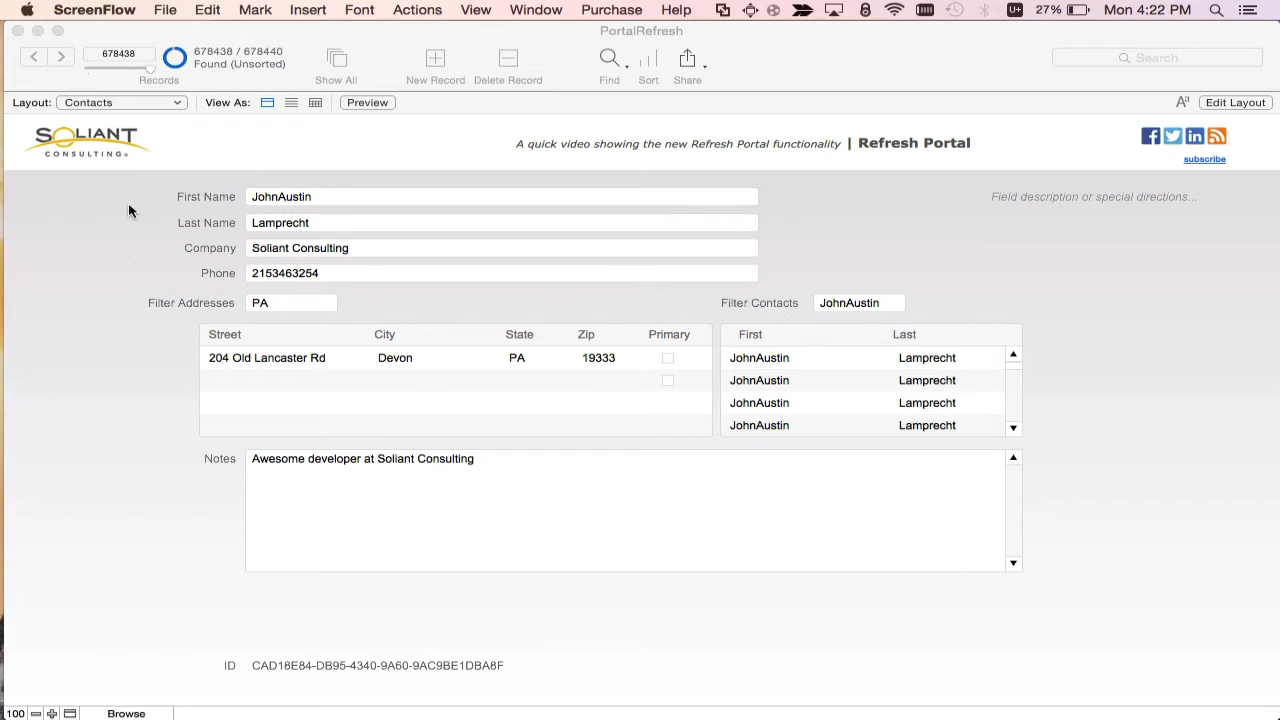 ScreenFlow File Edit Mark Insert Font Actions View Window Purchase Help 27% Mon 4:22 PM
PortalRefresh
678438 678438 / 678440
Found (Unsorted)
Records Show All New Record Delete Record Find Sort Share Search
Layout: Contacts View As: Preview Aª Edit Layout
SOLIANT
CONSULTING
A quick video showing the new Refresh Portal functionality | Refresh Portal
subscribe
First Name JohnAustin Field description or special directions...
Last Name Lamprecht
Company Soliant Consulting
Phone 2153463254
Filter Addresses PA Filter Contacts JohnAustin
Street City State Zip Primary First Last
204 Old Lancaster Rd Devon PA 19333 JohnAustin Lamprecht
JohnAustin Lamprecht
JohnAustin Lamprecht
JohnAustin Lamprecht
Notes Awesome developer at Soliant Consulting
ID CAD18E84-DB95-4340-9A60-9AC9BE1DBA8F
100 Browse